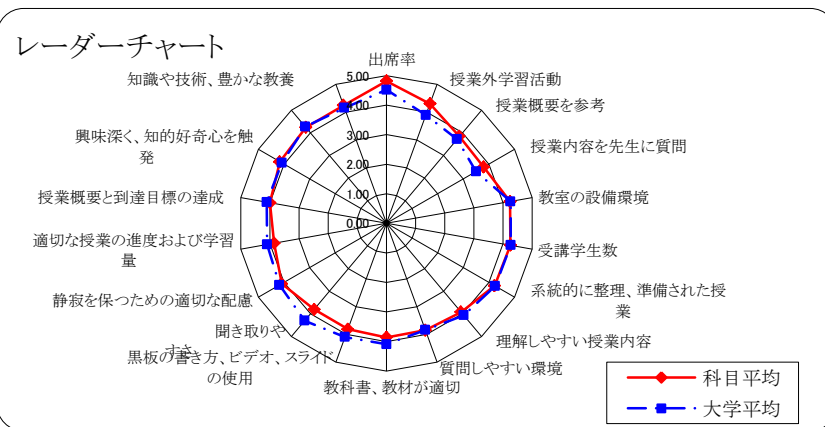 レーダーチャート
出席率
授業外学習活動
授業概要を参考
授業内容を先生に質問
教室の設備環境
受講学生数
系統的に整理、準備された授
業
理解しやすい授業内容
質問しやすい環境
教科書、教材が適切
黒板の書き方、ビデオ、スライド
の使用
聞き取りや
すさ
静寂を保つための適切な配慮
適切な授業の進度および学習
量
授業概要と到達目標の達成
興味深く、知的好奇心を触
発
知識や技術、豊かな教養
5.00
4.00
3.00
2.00
1.00
0.00
科目平均
大学平均